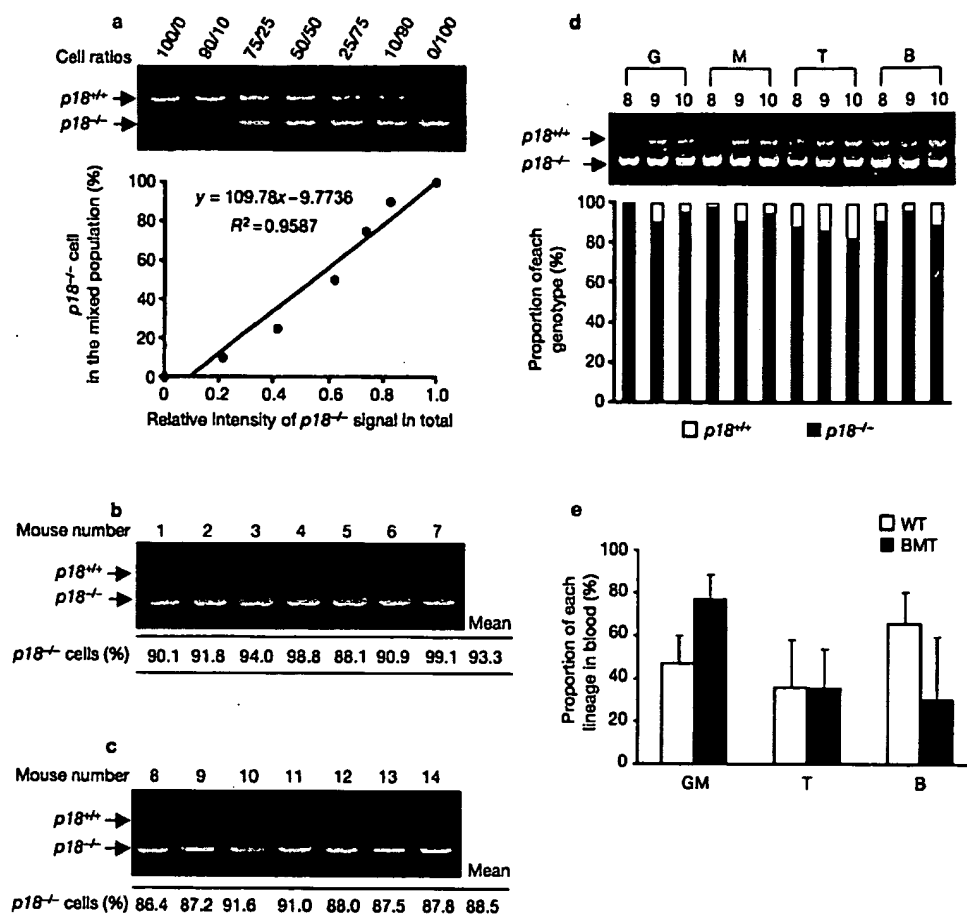 a
Cell ratios 100/0 90/10 75/25 50/50 25/75 10/90 0/100
p18+/+
p18–/–
100
80
60
40
20
0
p18–/– cell
in the mixed population (%)
y = 109.78x – 9.7736
R² = 0.9587
0 0.2 0.4 0.6 0.8 1.0
Relative Intensity of p18–/– signal in total
b
Mouse number 1 2 3 4 5 6 7
p18+/+
p18–/–
Mean
p18–/– cells (%) 90.1 91.8 94.0 98.8 88.1 90.9 99.1 93.3
c
Mouse number 8 9 10 11 12 13 14
p18+/+
p18–/–
Mean
p18–/– cells (%) 86.4 87.2 91.6 91.0 88.0 87.5 87.8 88.5
d
G M T B
8 9 10 8 9 10 8 9 10 8 9 10
p18+/+
p18–/–
100
80
60
40
20
0
Proportion of each
genotype (%)
p18+/+ p18–/–
e
WT
BMT
80
60
40
20
0
Proportion of each
lineage in blood (%)
GM T B